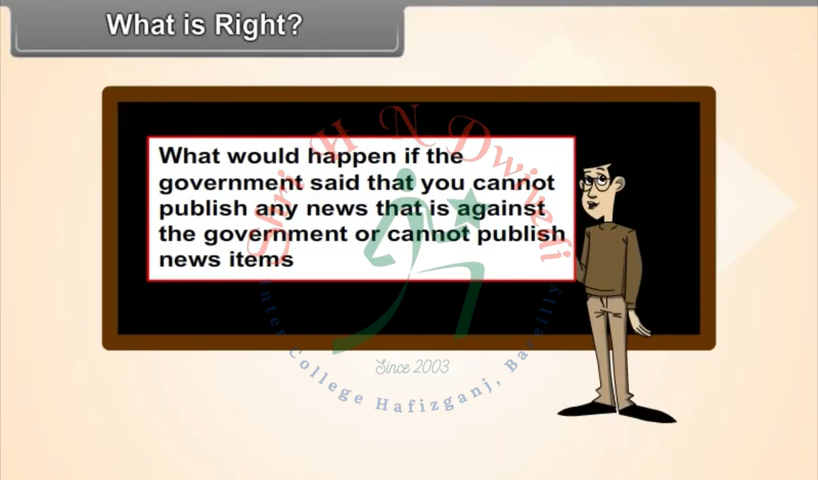 What is Right?
What would happen if the
government said that you cannot
publish any news that is against
the government or cannot publish
news items
Shri H N Dwivedi
Inter College Hafizganj, Bareilly
Since 2003